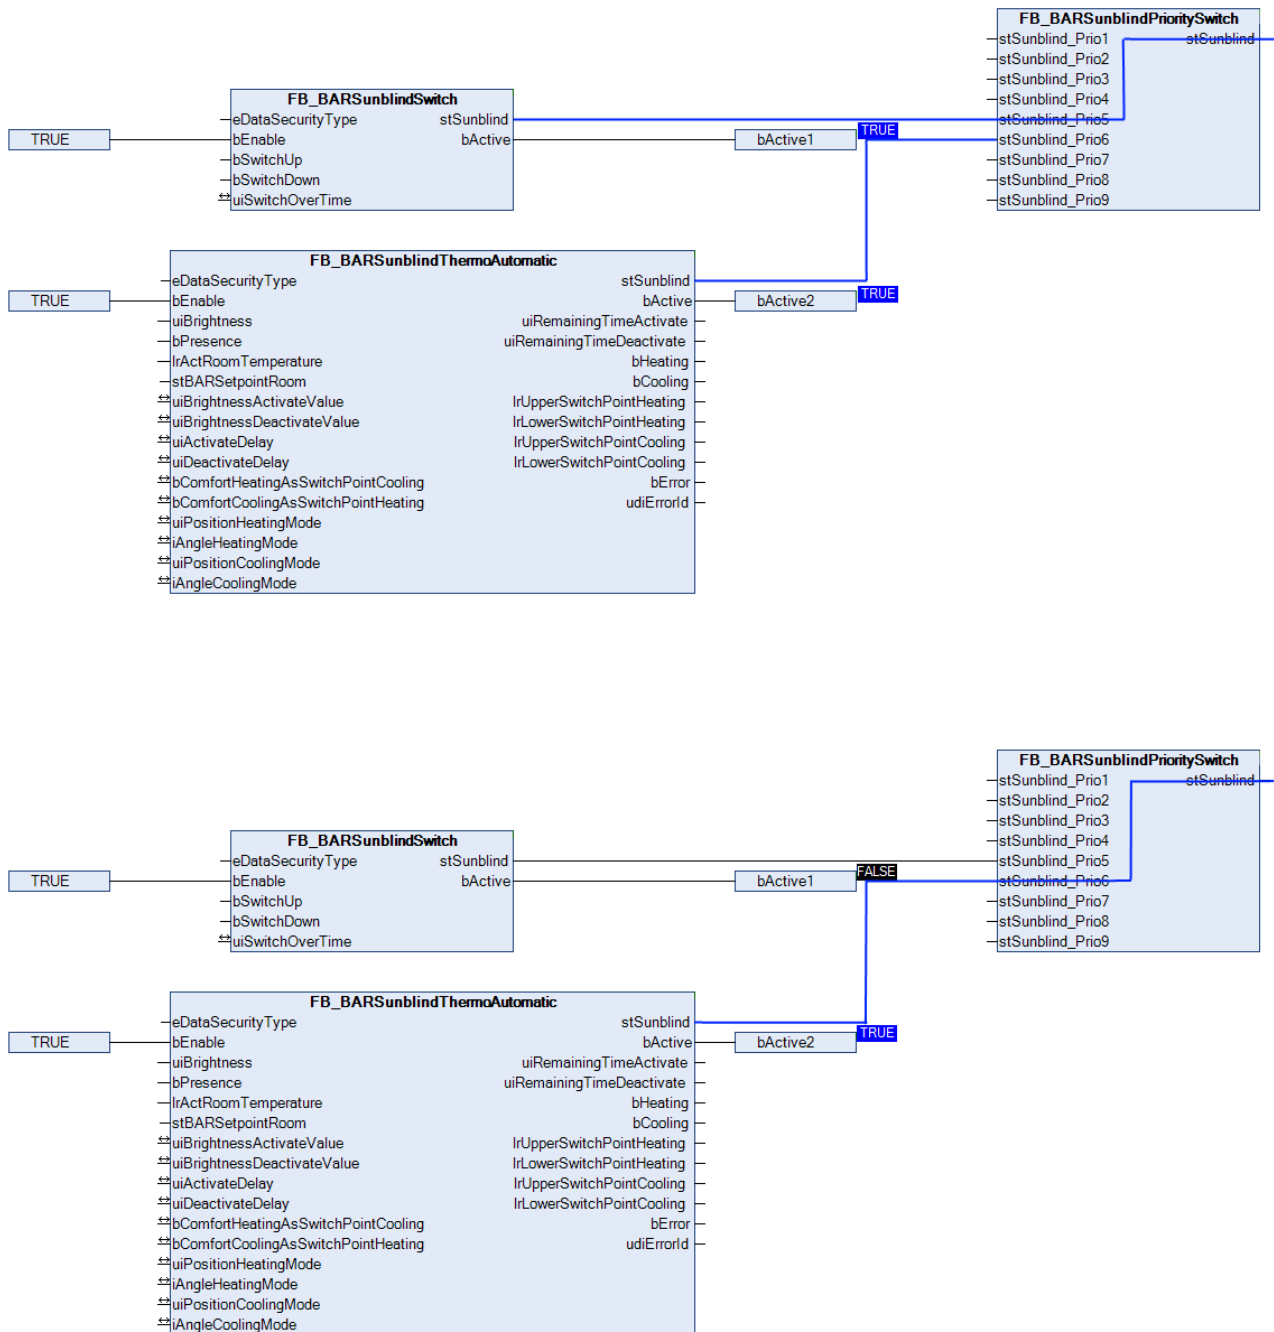 FB_BARSunblindPrioritySwitch
stSunblind_Prio1 stSunblind
stSunblind_Prio2
stSunblind_Prio3
stSunblind_Prio4
stSunblind_Prio5
stSunblind_Prio6
stSunblind_Prio7
stSunblind_Prio8
stSunblind_Prio9
FB_BARSunblindSwitch
eDataSecurityType stSunblind
TRUE bEnable bActive bActive1 TRUE
bSwitchUp
bSwitchDown
uiSwitchOverTime
FB_BARSunblindThermoAutomatic
eDataSecurityType stSunblind
TRUE bEnable bActive bActive2 TRUE
uiBrightness uiRemainingTimeActivate
bPresence uiRemainingTimeDeactivate
lrActRoomTemperature bHeating
stBARSetpointRoom bCooling
uiBrightnessActivateValue lrUpperSwitchPointHeating
uiBrightnessDeactivateValue lrLowerSwitchPointHeating
uiActivateDelay lrUpperSwitchPointCooling
uiDeactivateDelay lrLowerSwitchPointCooling
bComfortHeatingAsSwitchPointCooling bError
bComfortCoolingAsSwitchPointHeating udiErrorId
uiPositionHeatingMode
iAngleHeatingMode
uiPositionCoolingMode
iAngleCoolingMode
FB_BARSunblindPrioritySwitch
stSunblind_Prio1 stSunblind
stSunblind_Prio2
stSunblind_Prio3
stSunblind_Prio4
stSunblind_Prio5
stSunblind_Prio6
stSunblind_Prio7
stSunblind_Prio8
stSunblind_Prio9
FB_BARSunblindSwitch
eDataSecurityType stSunblind
TRUE bEnable bActive bActive1 FALSE
bSwitchUp
bSwitchDown
uiSwitchOverTime
FB_BARSunblindThermoAutomatic
eDataSecurityType stSunblind
TRUE bEnable bActive bActive2 TRUE
uiBrightness uiRemainingTimeActivate
bPresence uiRemainingTimeDeactivate
lrActRoomTemperature bHeating
stBARSetpointRoom bCooling
uiBrightnessActivateValue lrUpperSwitchPointHeating
uiBrightnessDeactivateValue lrLowerSwitchPointHeating
uiActivateDelay lrUpperSwitchPointCooling
uiDeactivateDelay lrLowerSwitchPointCooling
bComfortHeatingAsSwitchPointCooling bError
bComfortCoolingAsSwitchPointHeating udiErrorId
uiPositionHeatingMode
iAngleHeatingMode
uiPositionCoolingMode
iAngleCoolingMode